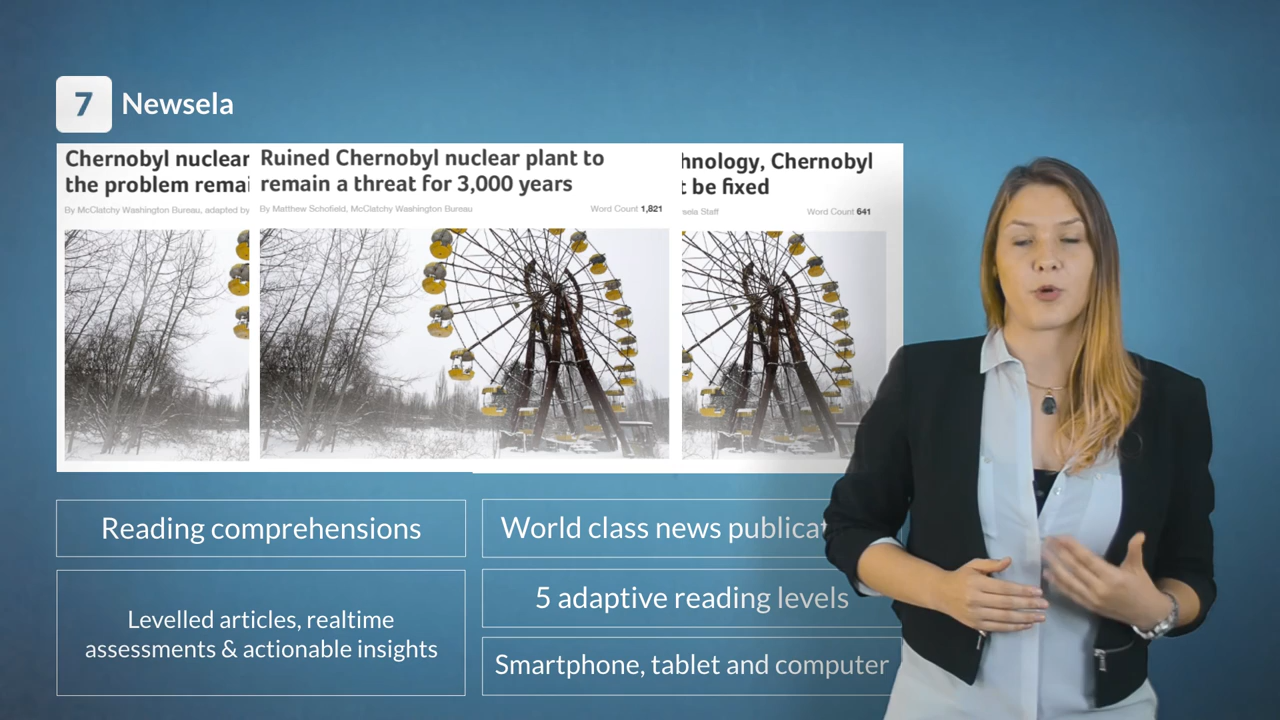 7 Newsela
Chernobyl nuclear
the problem remai
By McClatchy Washington Bureau, adapted by
Ruined Chernobyl nuclear plant to
remain a threat for 3,000 years
By Matthew Schofield, McClatchy Washington Bureau Word Count 1,821
hnology, Chernobyl
t be fixed
sela Staff Word Count 641
Reading comprehensions
Levelled articles, realtime
assessments & actionable insights
World class news publicat
5 adaptive reading levels
Smartphone, tablet and computer